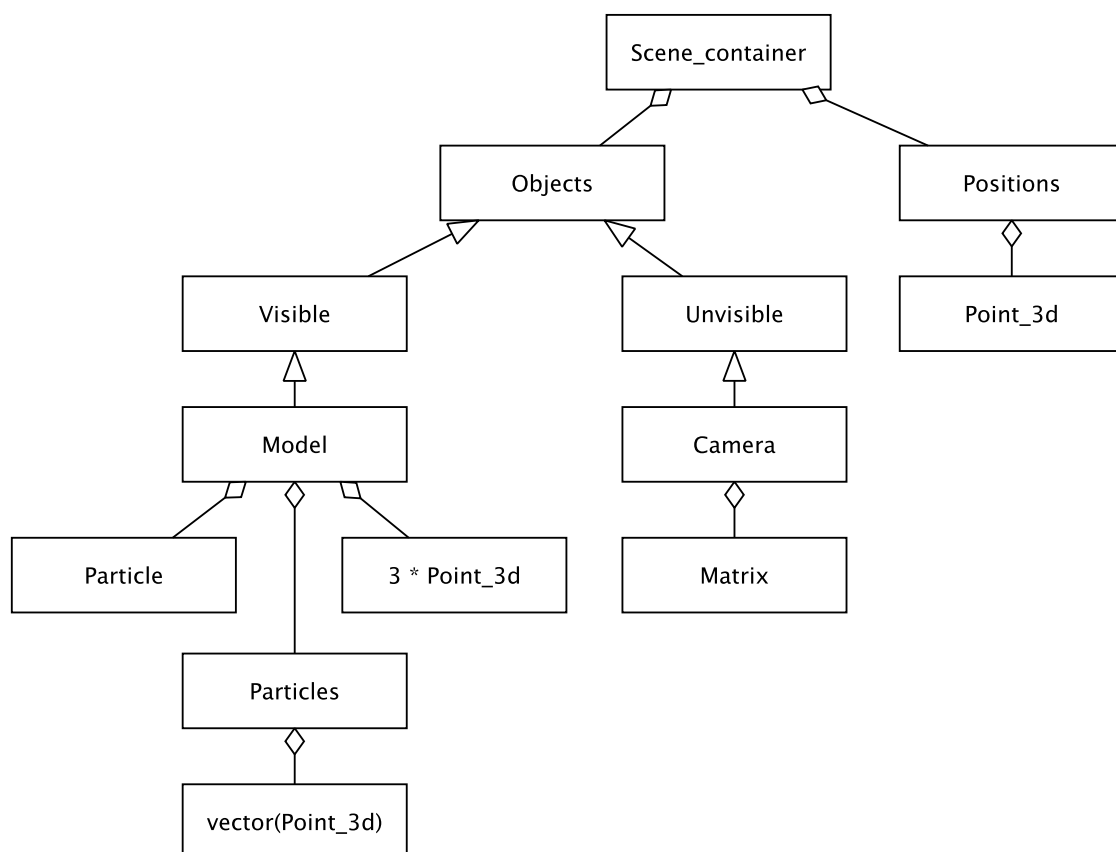 Scene_container
Objects
Positions
Visible
Unvisible
Point_3d
Model
Camera
Particle
3 * Point_3d
Matrix
Particles
vector(Point_3d)